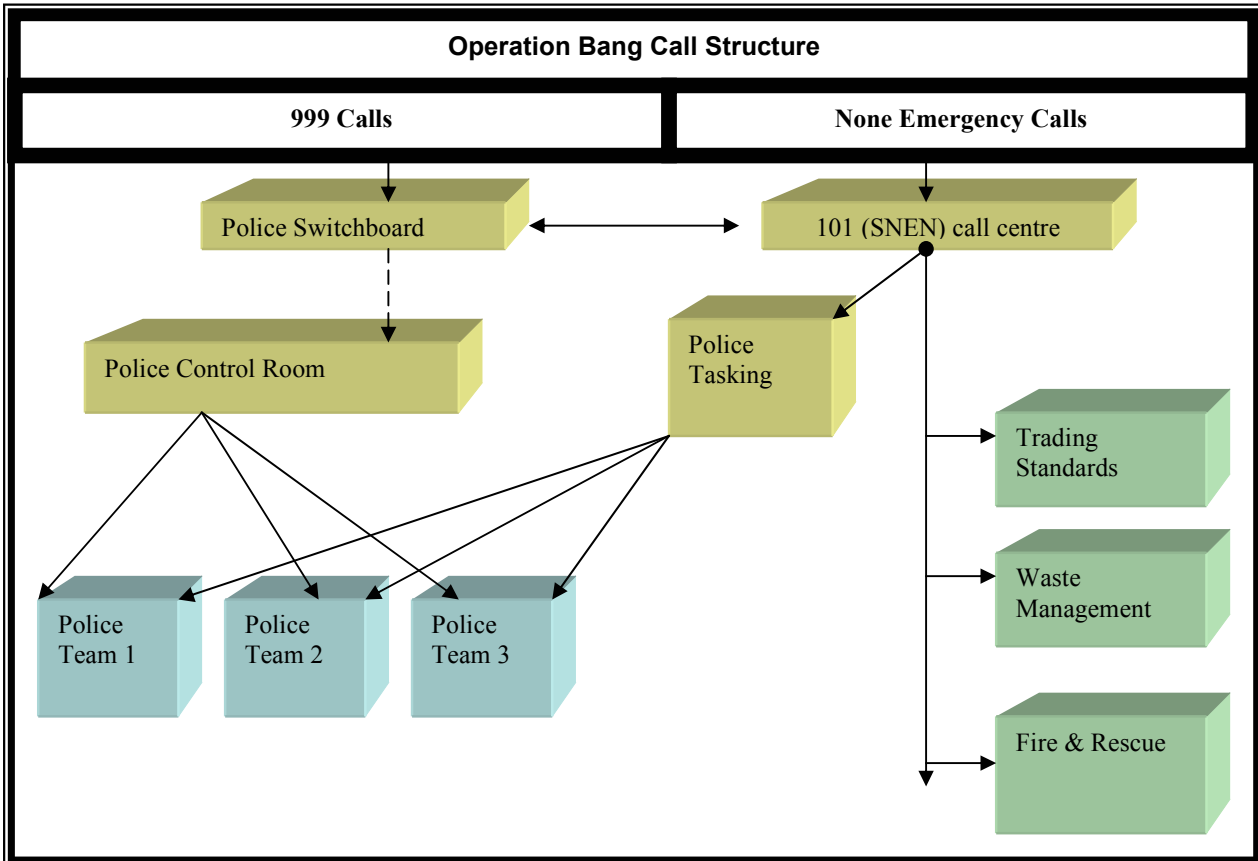 Operation Bang Call Structure
999 Calls
None Emergency Calls
Police Switchboard
101 (SNEN) call centre
Police Control Room
Police
Tasking
Trading
Standards
Waste
Management
Police
Team 1
Police
Team 2
Police
Team 3
Fire & Rescue